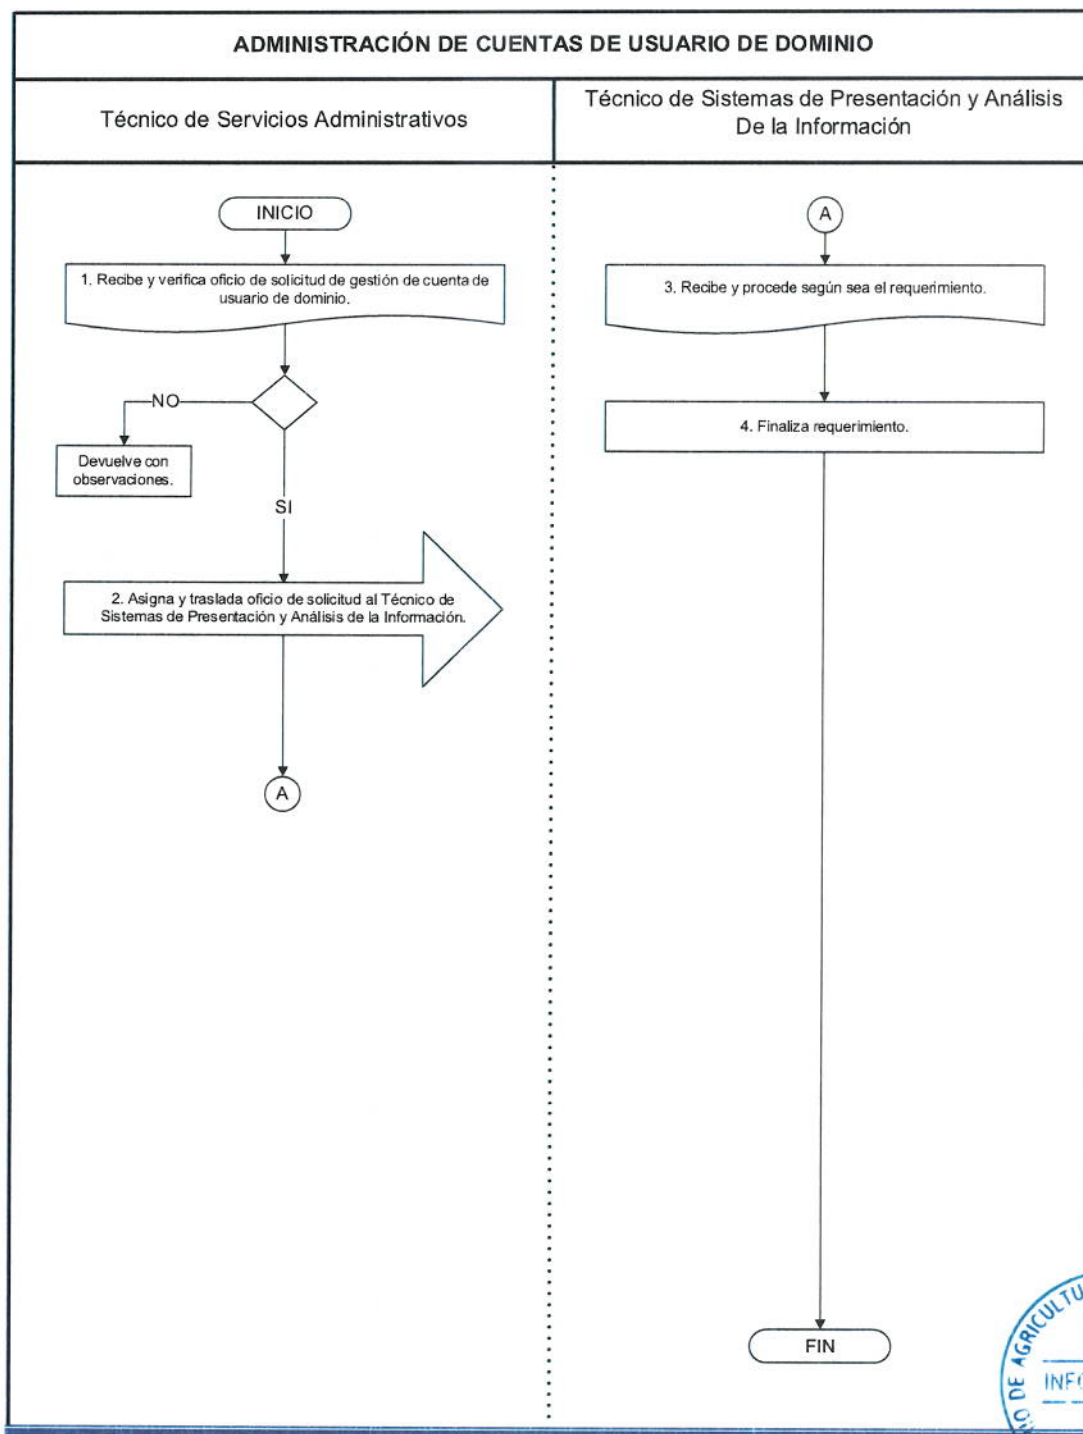 ADMINISTRACIÓN DE CUENTAS DE USUARIO DE DOMINIO
Técnico de Servicios Administrativos
Técnico de Sistemas de Presentación y Análisis
De la Información
INICIO
1. Recibe y verifica oficio de solicitud de gestión de cuenta de
usuario de dominio.
NO
Devuelve con
observaciones.
SI
2. Asigna y traslada oficio de solicitud al Técnico de
Sistemas de Presentación y Análisis de la Información.
A
A
3. Recibe y procede según sea el requerimiento.
4. Finaliza requerimiento.
FIN
DE AGRICULTU